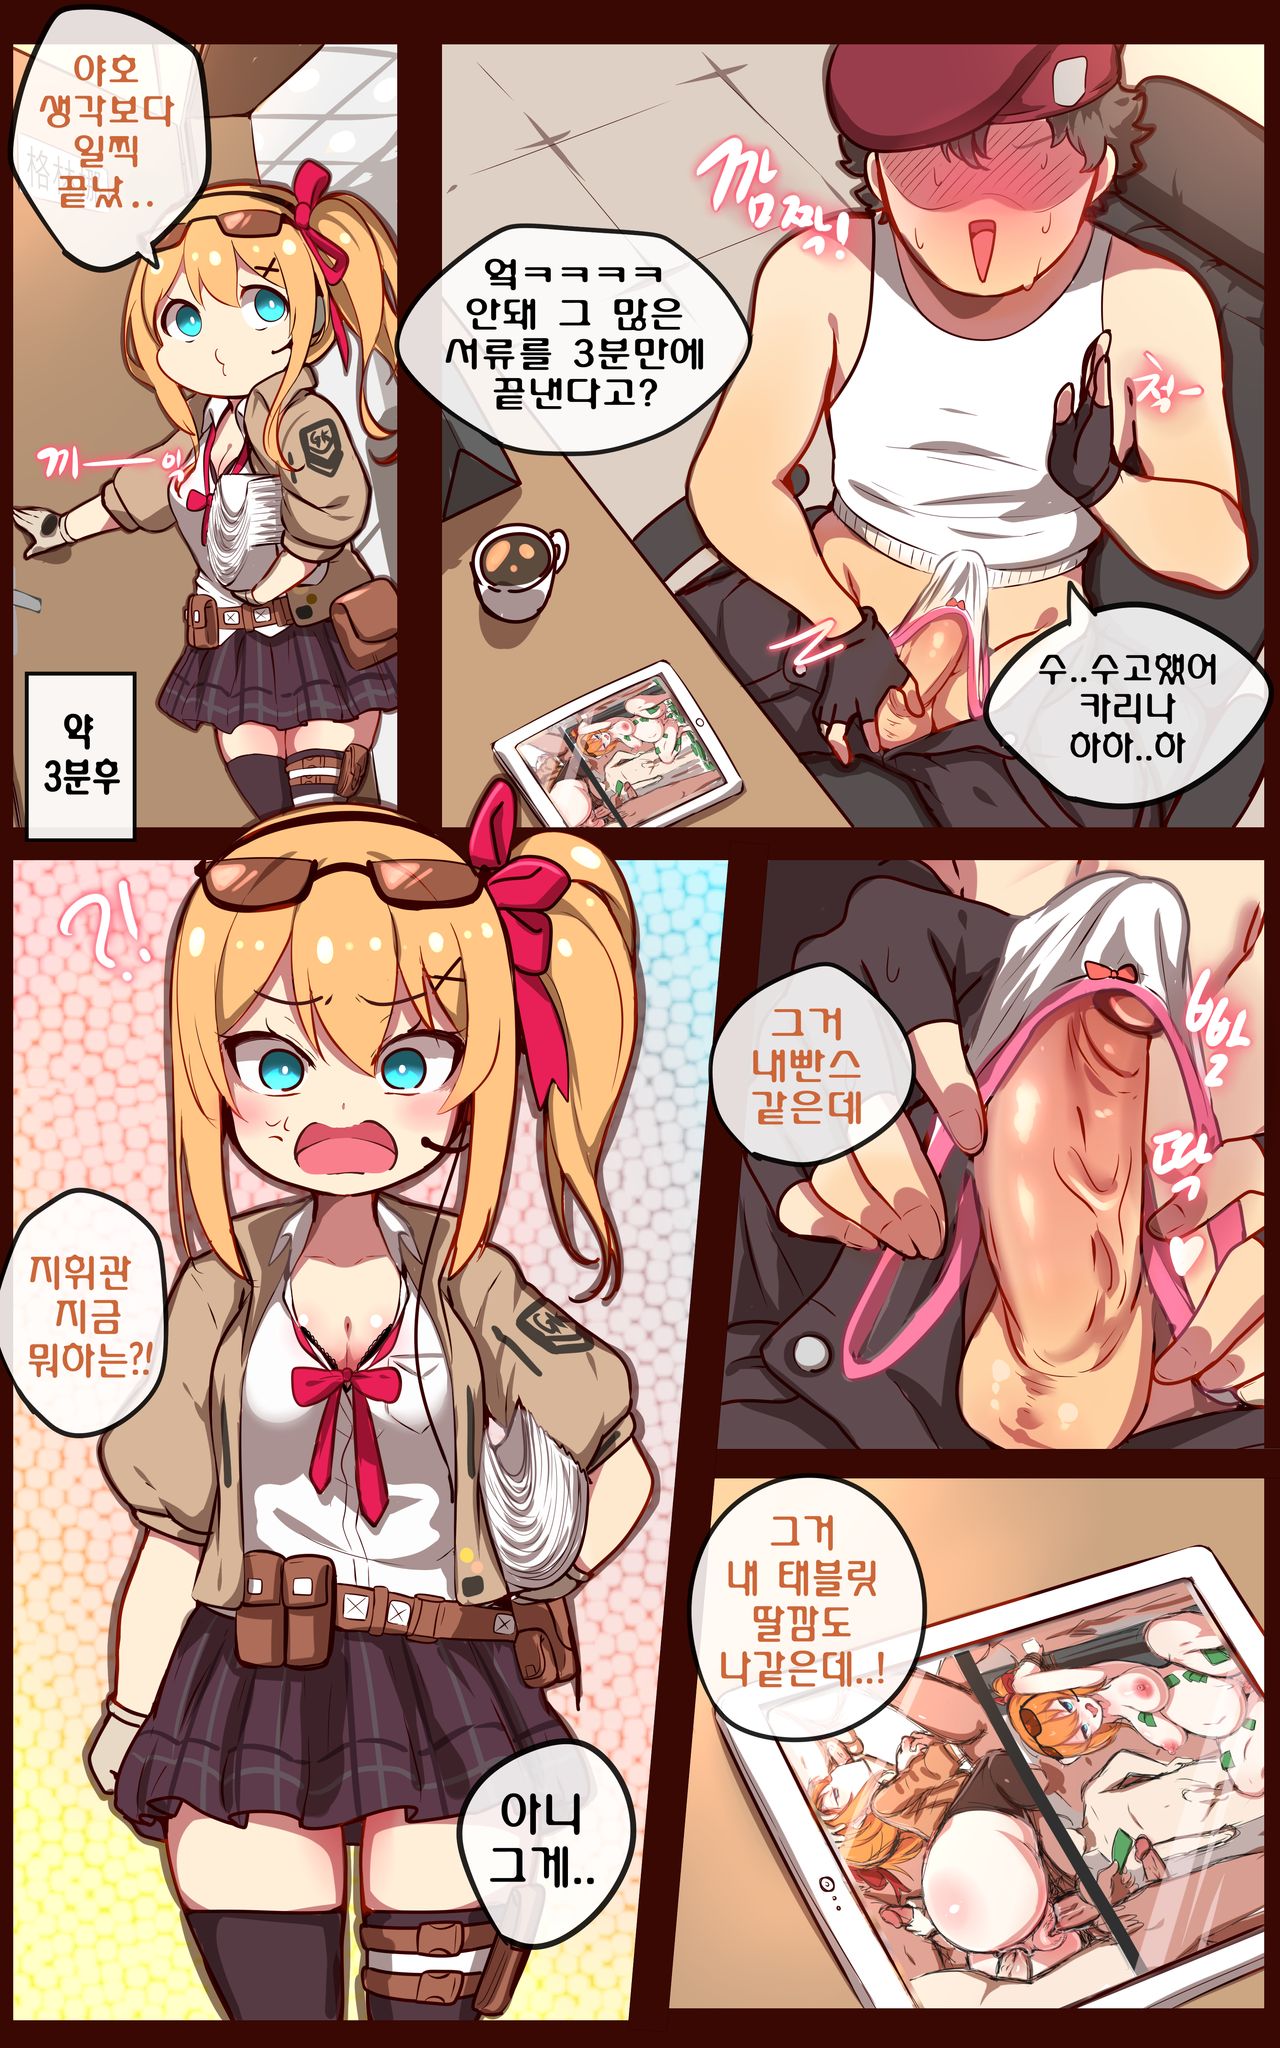 야호
생각보다
일찍
끝났..
끼——익
약
3분후
깜짝!
엌ㅋㅋㅋㅋ
안돼 그 많은
서류를 3분만에
끝낸다고?
척-
수..수고했어
카리나
하하..하
GK
?!
지휘관
지금
뭐하는?!
GK
아니
그게..
그거
내빤스
같은데
빨
딱
그거
내 태블릿
딸깜도
나같은데..!